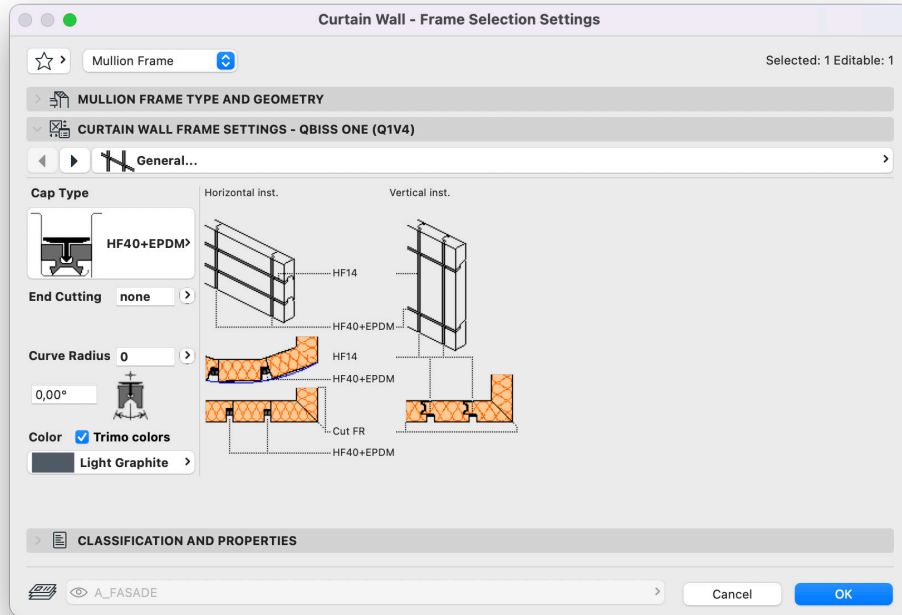 Curtain Wall - Frame Selection Settings
Mullion Frame
Selected: 1 Editable: 1
MULLION FRAME TYPE AND GEOMETRY
CURTAIN WALL FRAME SETTINGS - QBISS ONE (Q1V4)
General...
Cap Type
Horizontal inst.
Vertical inst.
HF40+EPDM
HF14
End Cutting
none
HF40+EPDM
Curve Radius
0
HF14
HF40+EPDM
0,00°
Cut FR
Color
Trimo colors
HF40+EPDM
Light Graphite
CLASSIFICATION AND PROPERTIES
A_FASADE
Cancel
OK